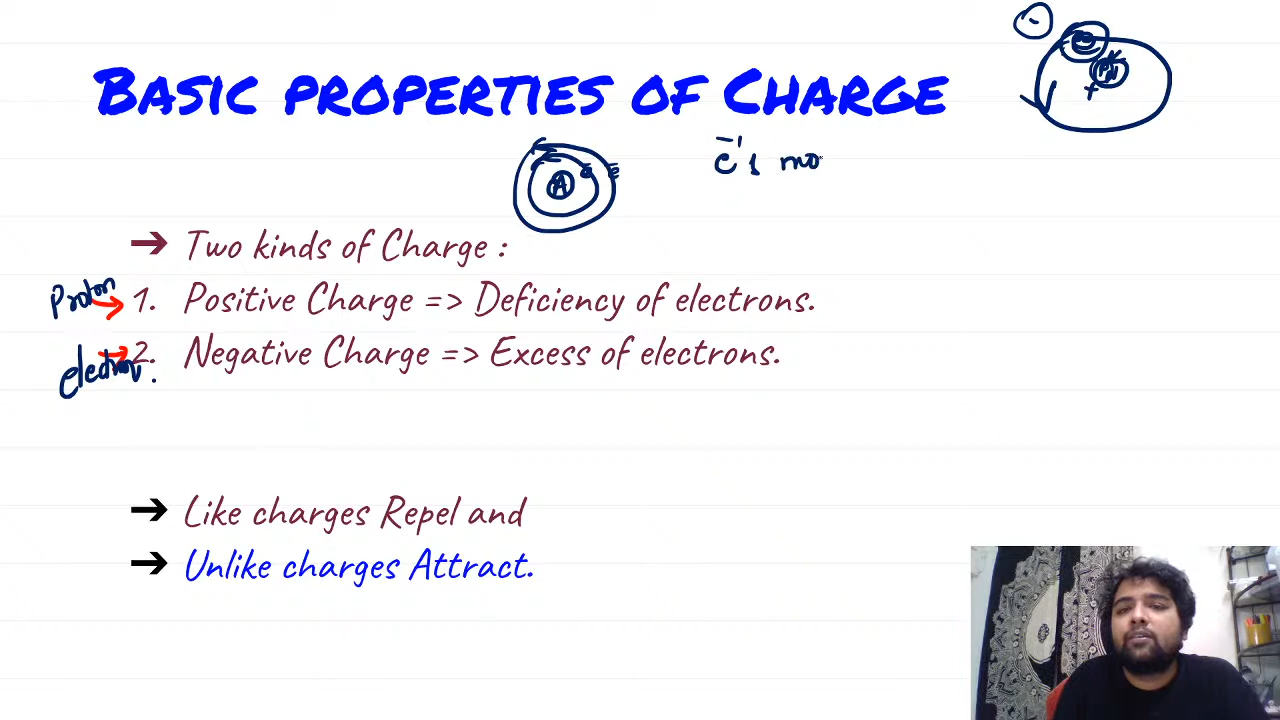 BASIC PROPERTIES OF CHARGE
A
e's mo
➔ Two kinds of Charge :
Proton
1. Positive Charge => Deficiency of electrons.
2. Negative Charge => Excess of electrons.
electron.
➔ Like charges Repel and
➔ Unlike charges Attract.